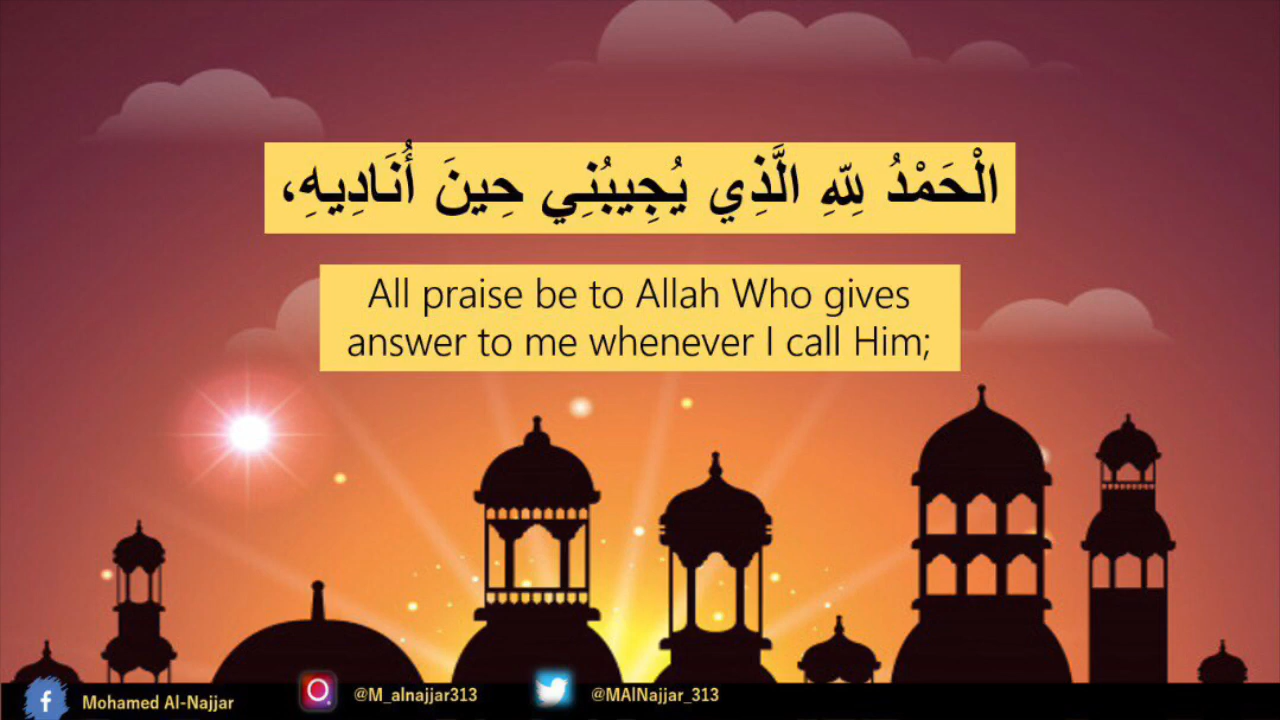 الْحَمْدُ لِلّهِ الَّذِي يُجِيبُنِي حِينَ أُنَادِيهِ،
All praise be to Allah Who gives
answer to me whenever I call Him;
Mohamed Al-Najjar
@M_alnajjar313
@MAlNajjar_313